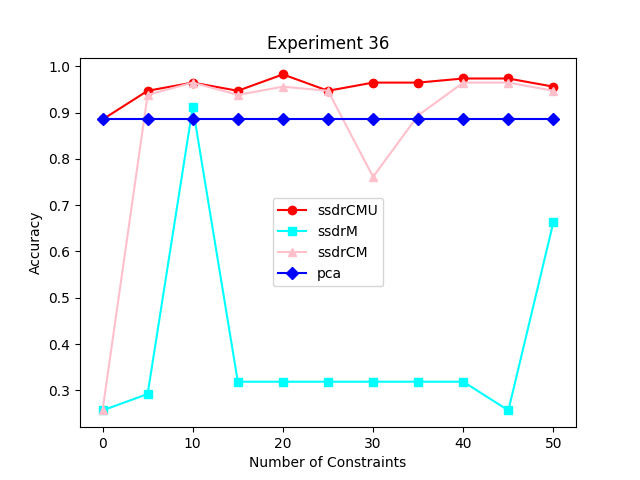 Experiment 36
1.0
0.9
0.8
0.7
0.6
0.5
0.4
0.3
Accuracy
ssdrCMU
ssdrM
ssdrCM
pca
0 10 20 30 40 50
Number of Constraints